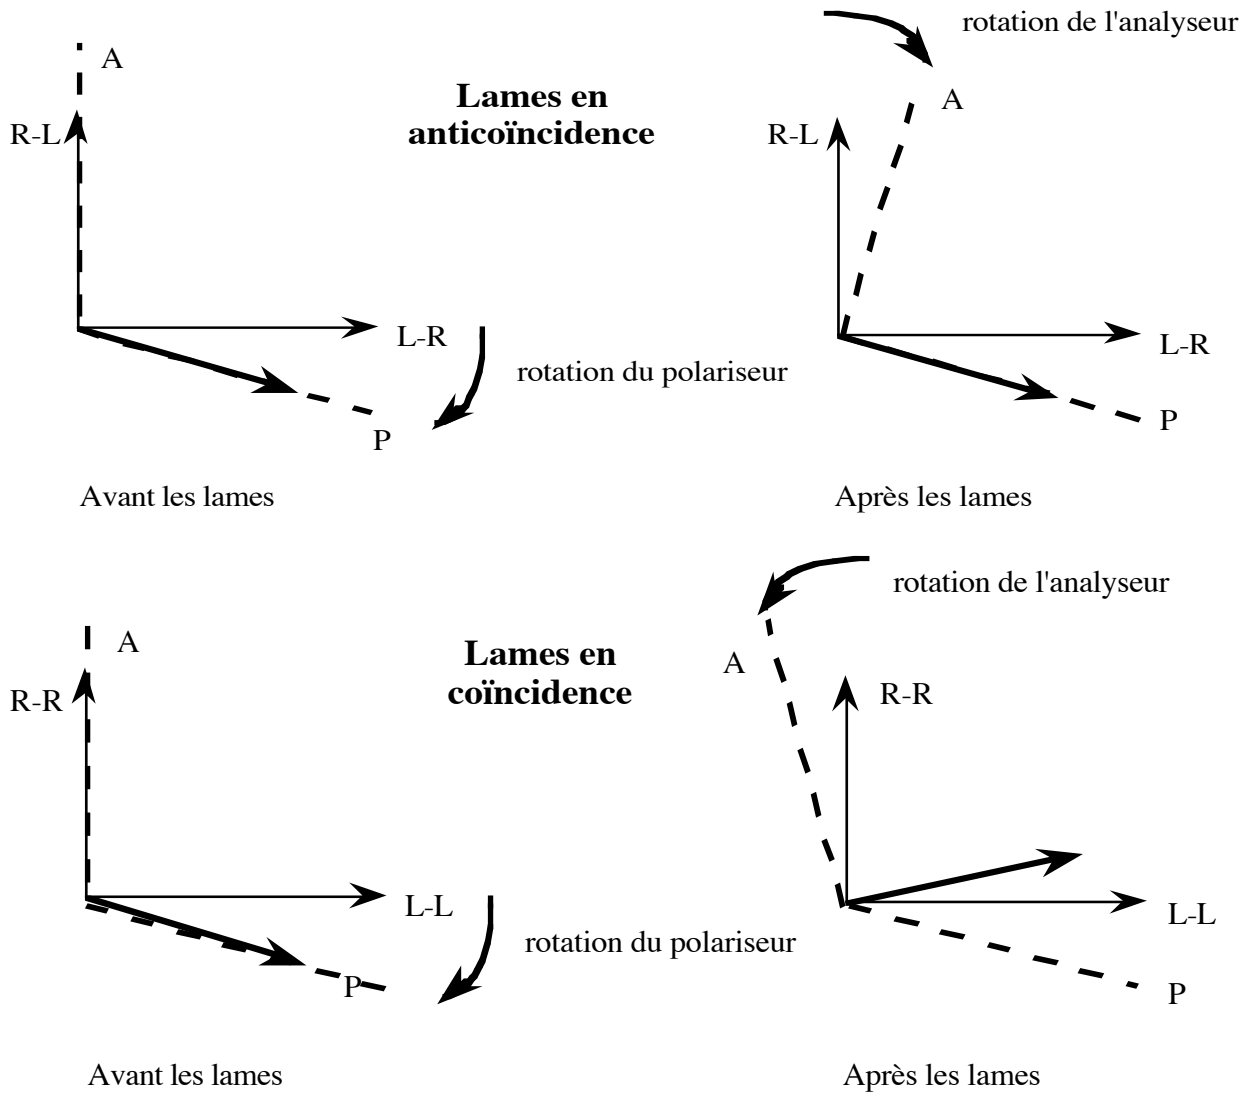 rotation de l'analyseur
A
A
Lames en
anticoïncidence
R-L
R-L
L-R
L-R
rotation du polariseur
P
P
Avant les lames
Après les lames
rotation de l'analyseur
A
A
Lames en
coïncidence
R-R
R-R
L-L
L-L
rotation du polariseur
P
P
Avant les lames
Après les lames